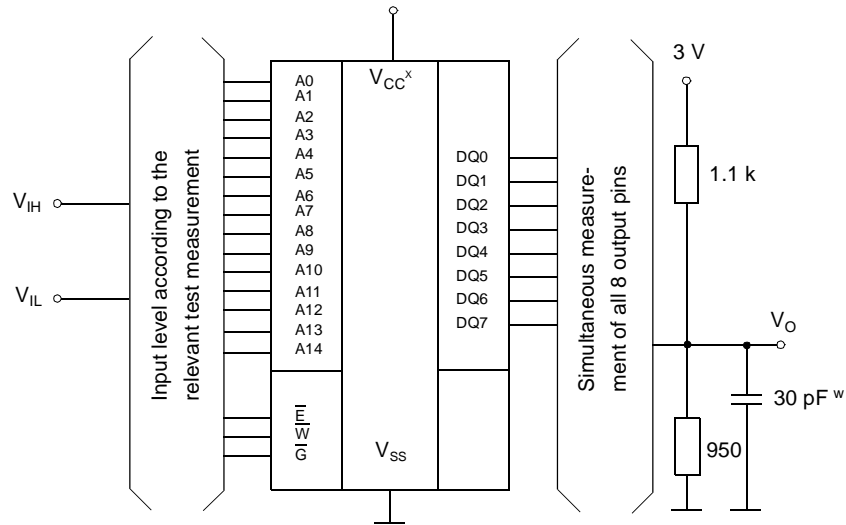 V_IH
V_IL
Input level according to the
relevant test measurement
A0
A1
A2
A3
A4
A5
A6
A7
A8
A9
A10
A11
A12
A13
A14
E̅
W̅
G̅
V_CC^x
V_SS
DQ0
DQ1
DQ2
DQ3
DQ4
DQ5
DQ6
DQ7
Simultaneous measure-
ment of all 8 output pins
3 V
1.1 k
V_O
30 pF ^w
950